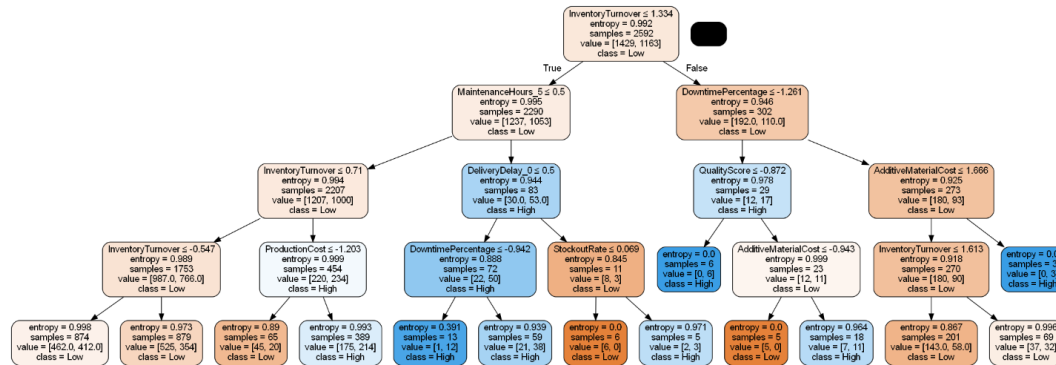 InventoryTurnover ≤ 1.334
entropy = 0.992
samples = 2592
value = [1429, 1163]
class = Low
True
False
MaintenanceHours_5 ≤ 0.5
entropy = 0.995
samples = 2290
value = [1237, 1053]
class = Low
DowntimePercentage ≤ -1.261
entropy = 0.946
samples = 302
value = [192.0, 110.0]
class = Low
InventoryTurnover ≤ 0.71
entropy = 0.994
samples = 2207
value = [1207, 1000]
class = Low
DeliveryDelay_0 ≤ 0.5
entropy = 0.944
samples = 83
value = [30.0, 53.0]
class = High
QualityScore ≤ -0.872
entropy = 0.978
samples = 29
value = [12, 17]
class = High
AdditiveMaterialCost ≤ 1.666
entropy = 0.925
samples = 273
value = [180, 93]
class = Low
InventoryTurnover ≤ -0.547
entropy = 0.989
samples = 1753
value = [987.0, 766.0]
class = Low
ProductionCost ≤ -1.203
entropy = 0.999
samples = 454
value = [220, 234]
class = High
DowntimePercentage ≤ -0.942
entropy = 0.888
samples = 72
value = [22, 50]
class = High
StockoutRate ≤ 0.069
entropy = 0.845
samples = 11
value = [8, 3]
class = Low
entropy = 0.0
samples = 6
value = [0, 6]
class = High
AdditiveMaterialCost ≤ -0.943
entropy = 0.999
samples = 23
value = [12, 11]
class = Low
InventoryTurnover ≤ 1.613
entropy = 0.918
samples = 270
value = [180, 90]
class = Low
entropy = 0.0
samples = 3
value = [0, 3]
class = High
entropy = 0.998
samples = 874
value = [462.0, 412.0]
class = Low
entropy = 0.973
samples = 879
value = [525, 354]
class = Low
entropy = 0.89
samples = 65
value = [45, 20]
class = Low
entropy = 0.993
samples = 389
value = [175, 214]
class = High
entropy = 0.391
samples = 13
value = [1, 12]
class = High
entropy = 0.939
samples = 59
value = [21, 38]
class = High
entropy = 0.0
samples = 6
value = [6, 0]
class = Low
entropy = 0.971
samples = 5
value = [2, 3]
class = High
entropy = 0.0
samples = 5
value = [5, 0]
class = Low
entropy = 0.964
samples = 18
value = [7, 11]
class = High
entropy = 0.867
samples = 201
value = [143.0, 58.0]
class = Low
entropy = 0.996
samples = 69
value = [37, 32]
class = Low